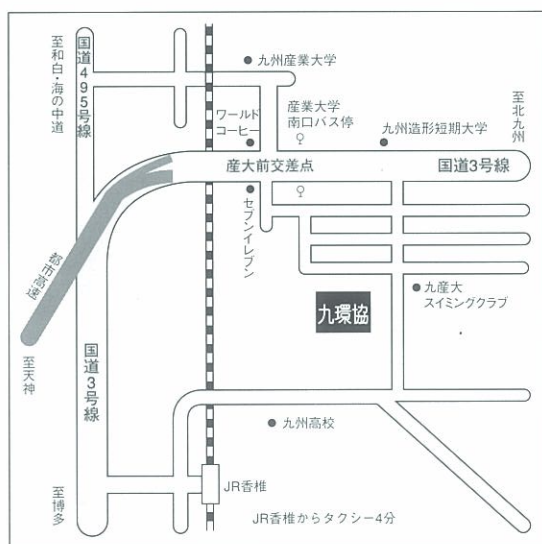 至和白・海の中道
国道495号線
九州産業大学
ワールド
コーヒー
産業大学
南口バス停
九州造形短期大学
至北九州
産大前交差点
国道3号線
セブンイレブン
都市高速
九産大
スイミングクラブ
九環協
至天神
国道3号線
九州高校
至博多
JR香椎
JR香椎からタクシー4分